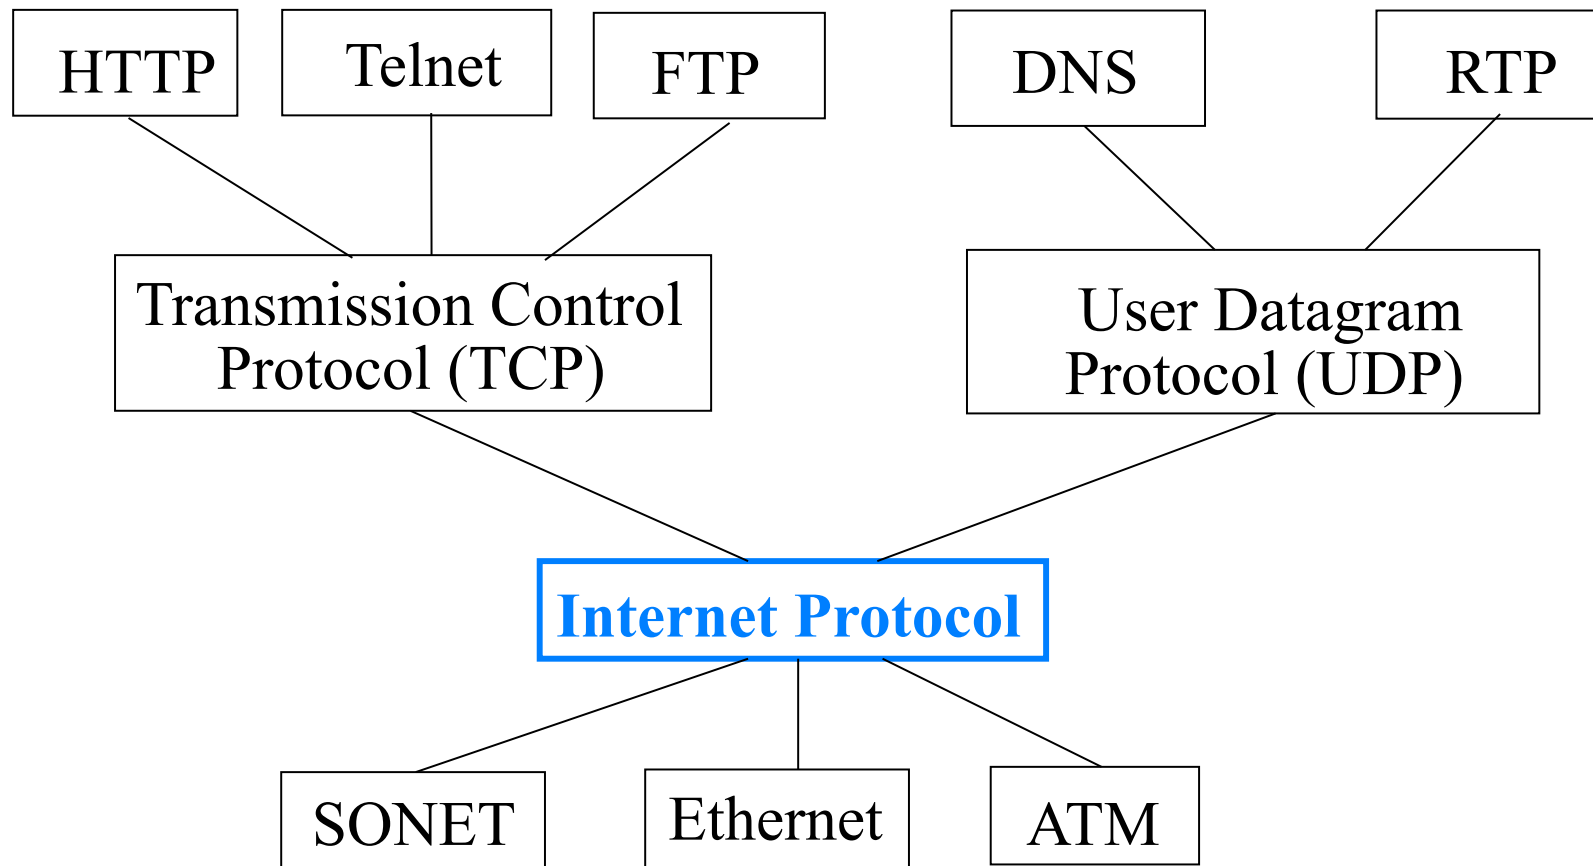 HTTP
Telnet
FTP
DNS
RTP
Transmission Control
Protocol (TCP)
User Datagram
Protocol (UDP)
Internet Protocol
SONET
Ethernet
ATM